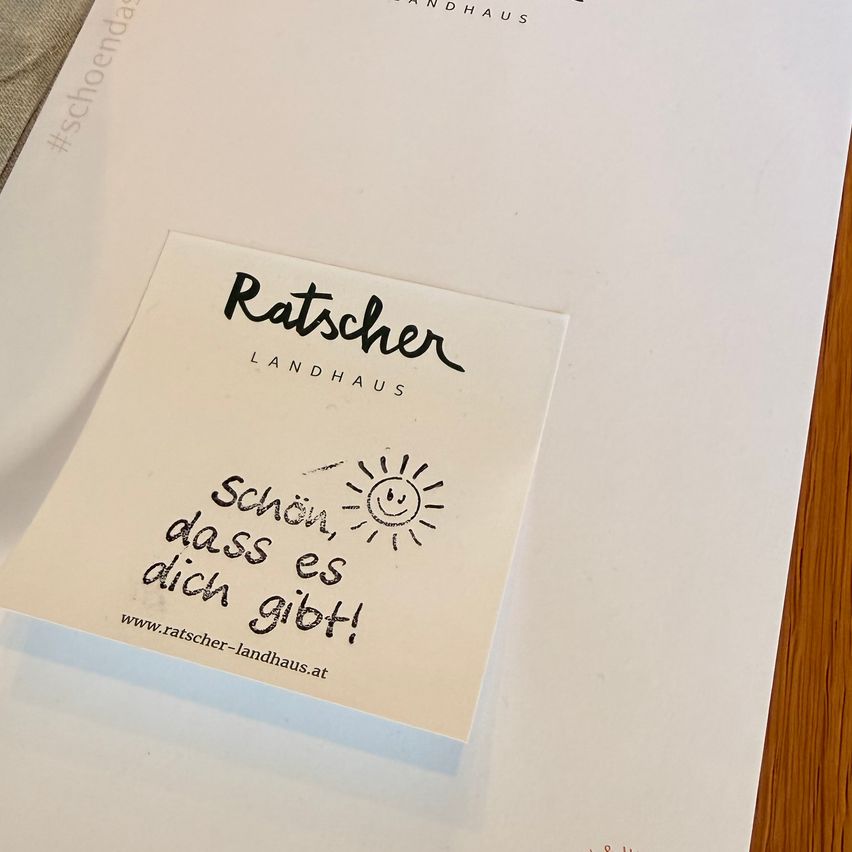 LANDHAUS
#schoendas
Ratscher
LANDHAUS
schön,
dass es
dich gibt!
www.ratscher-landhaus.at